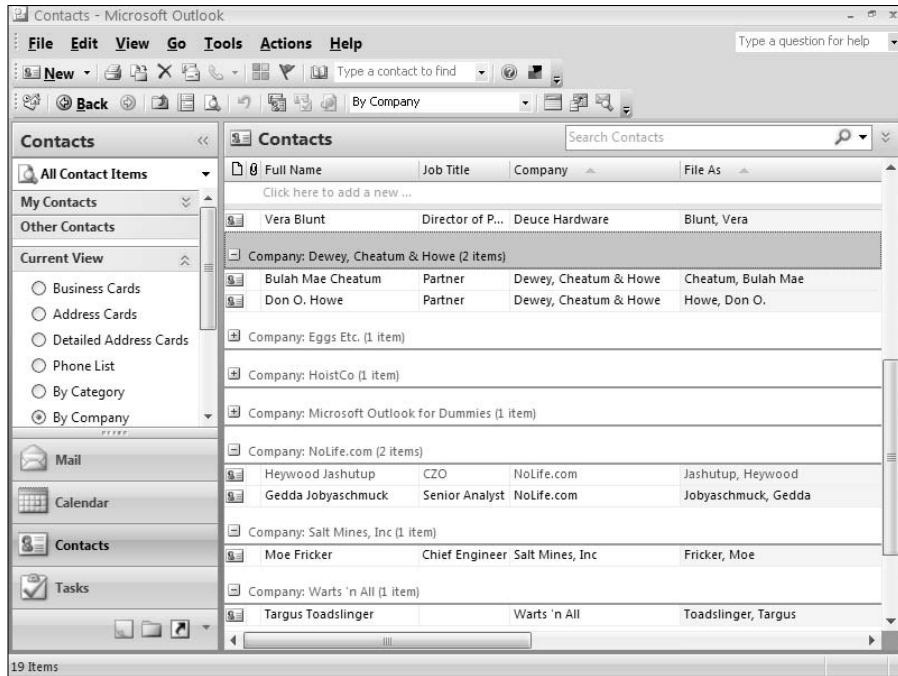 Contacts - Microsoft Outlook
File Edit View Go Tools Actions Help
Type a question for help
New
Type a contact to find
Back
By Company
Contacts
All Contact Items
My Contacts
Other Contacts
Current View
Business Cards
Address Cards
Detailed Address Cards
Phone List
By Category
By Company
Mail
Calendar
Contacts
Tasks
Contacts
Search Contacts
Full Name Job Title Company File As
Click here to add a new ...
Vera Blunt Director of P... Deuce Hardware Blunt, Vera
Company: Dewey, Cheatum & Howe (2 items)
Bulah Mae Cheatum Partner Dewey, Cheatum & Howe Cheatum, Bulah Mae
Don O. Howe Partner Dewey, Cheatum & Howe Howe, Don O.
Company: Eggs Etc. (1 item)
Company: HoistCo (1 item)
Company: Microsoft Outlook for Dummies (1 item)
Company: NoLife.com (2 items)
Heywood Jashutup CZO NoLife.com Jashutup, Heywood
Gedda Jobyaschmuck Senior Analyst NoLife.com Jobyaschmuck, Gedda
Company: Salt Mines, Inc (1 item)
Moe Fricker Chief Engineer Salt Mines, Inc Fricker, Moe
Company: Warts 'n All (1 item)
Targus Toadslinger Warts 'n All Toadslinger, Targus
19 Items